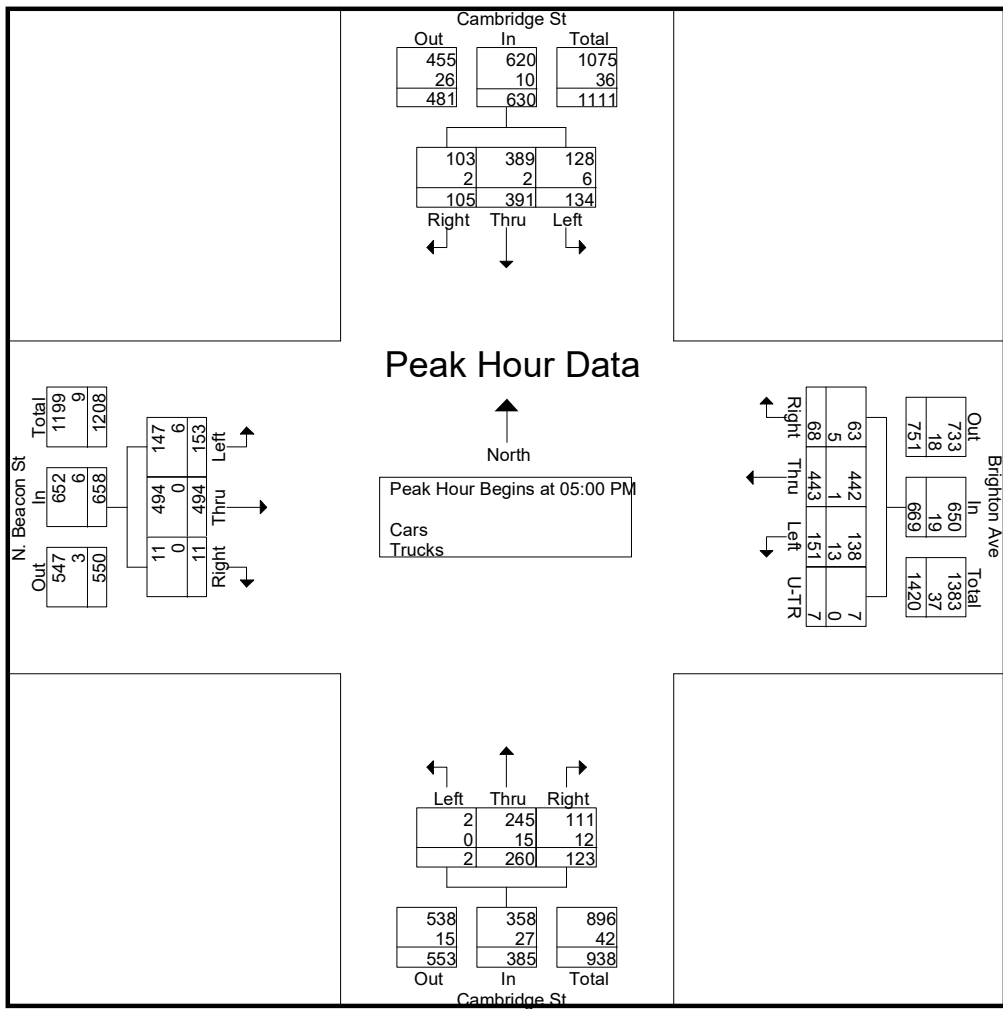 Cambridge St
Out In Total
455 620 1075
26 10 36
481 630 1111
103 389 128
2 2 6
105 391 134
Right Thru Left
Peak Hour Data
North
Peak Hour Begins at 05:00 PM
Cars
Trucks
N. Beacon St
Out In Total
547 652 1199
3 6 9
550 658 1208
147 494 11
6 0 0
153 494 11
Left Thru Right
Brighton Ave
Out In Total
733 650 1383
18 19 37
751 669 1420
63 442 138 7
5 1 13 0
68 443 151 7
Right Thru Left U-TR
Left Thru Right
2 245 111
0 15 12
2 260 123
538 358 896
15 27 42
553 385 938
Out In Total
Cambridge St